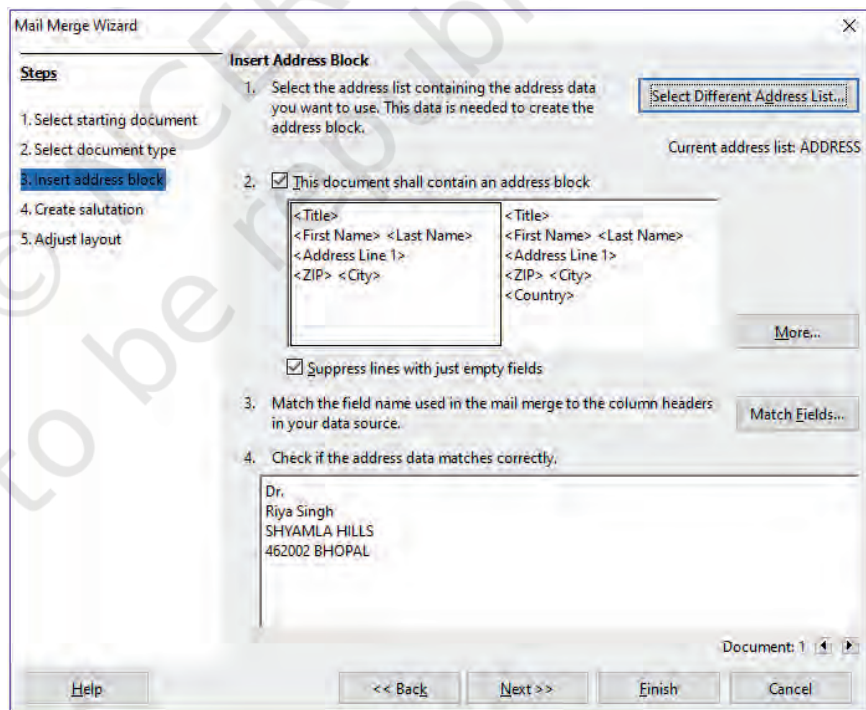 Mail Merge Wizard
Steps
1. Select starting document
2. Select document type
3. Insert address block
4. Create salutation
5. Adjust layout
Insert Address Block
1. Select the address list containing the address data
you want to use. This data is needed to create the
address block.
Select Different Address List...
Current address list: ADDRESS
2. This document shall contain an address block
<Title>
<First Name> <Last Name>
<Address Line 1>
<ZIP> <City>
<Title>
<First Name> <Last Name>
<Address Line 1>
<ZIP> <City>
<Country>
More...
Suppress lines with just empty fields
3. Match the field name used in the mail merge to the column headers
in your data source.
Match Fields...
4. Check if the address data matches correctly.
Dr.
Riya Singh
SHYAMLA HILLS
462002 BHOPAL
Document: 1
Help
<< Back
Next >>
Finish
Cancel
© NCER
to be republ